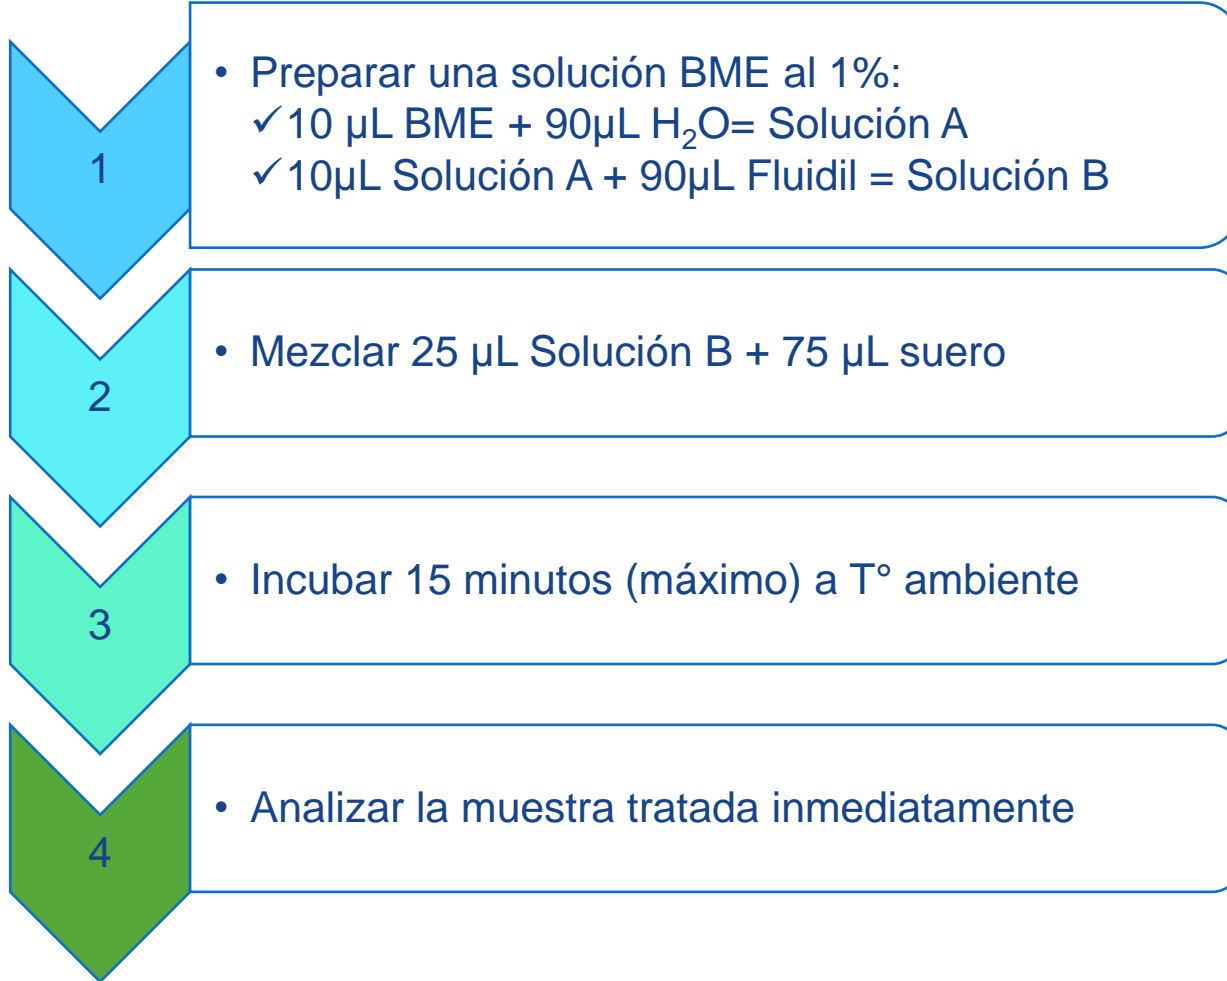 1
• Preparar una solución BME al 1%:
✓10 µL BME + 90µL H₂O= Solución A
✓10µL Solución A + 90µL Fluidil = Solución B
2
• Mezclar 25 µL Solución B + 75 µL suero
3
• Incubar 15 minutos (máximo) a T° ambiente
4
• Analizar la muestra tratada inmediatamente